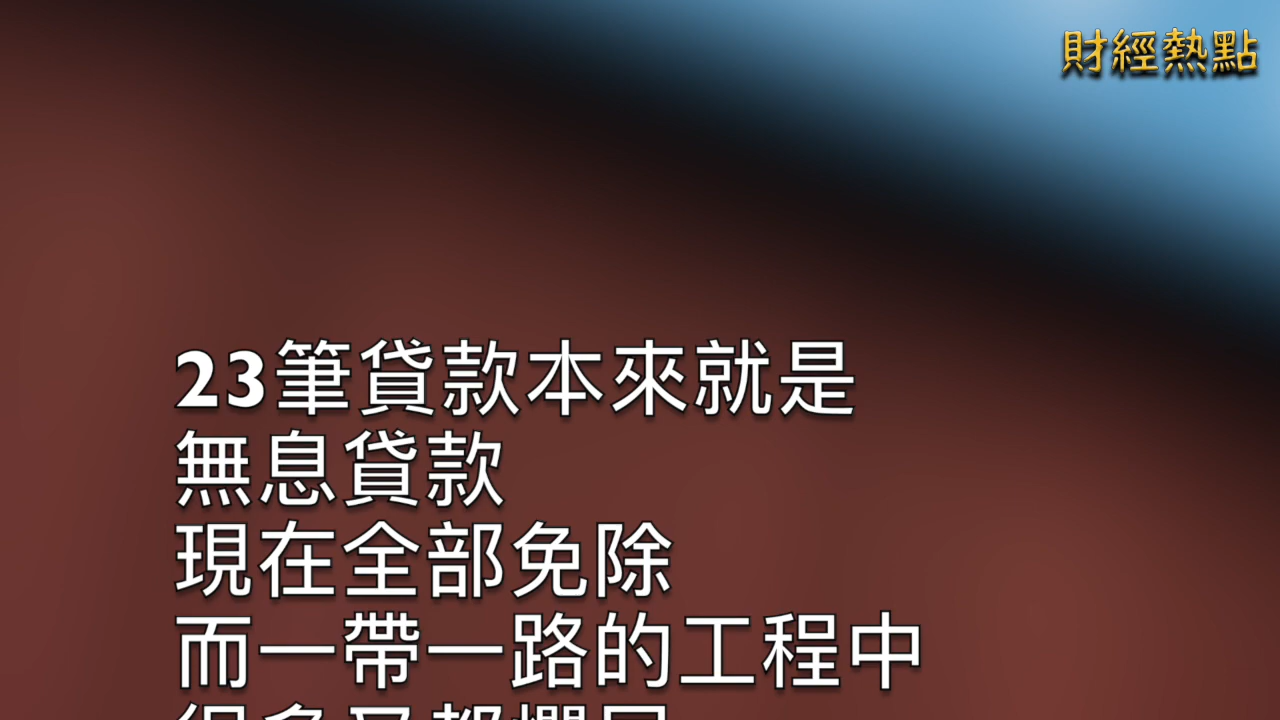 財經熱點
23筆貸款本來就是
無息貸款
現在全部免除
而一帶一路的工程中